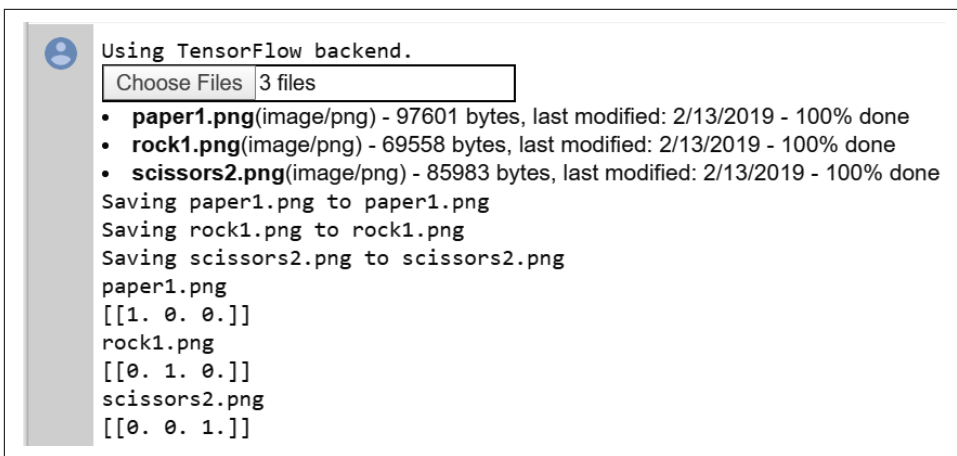 Using TensorFlow backend.
Choose Files 3 files
• paper1.png(image/png) - 97601 bytes, last modified: 2/13/2019 - 100% done
• rock1.png(image/png) - 69558 bytes, last modified: 2/13/2019 - 100% done
• scissors2.png(image/png) - 85983 bytes, last modified: 2/13/2019 - 100% done
Saving paper1.png to paper1.png
Saving rock1.png to rock1.png
Saving scissors2.png to scissors2.png
paper1.png
[[1. 0. 0.]]
rock1.png
[[0. 1. 0.]]
scissors2.png
[[0. 0. 1.]]